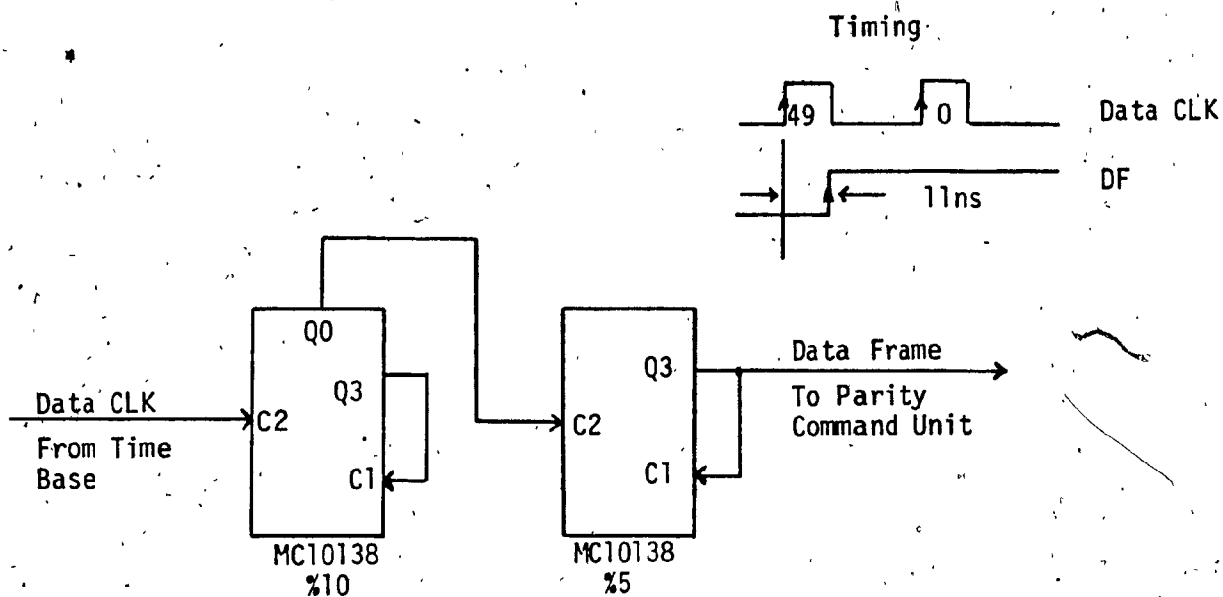 Timing
49
0
Data CLK
DF
11ns
Q0
Q3
Data CLK
C2
From Time
Base
C1
MC10138
%10
Q3
C2
C1
MC10138
%5
Data Frame
To Parity
Command Unit